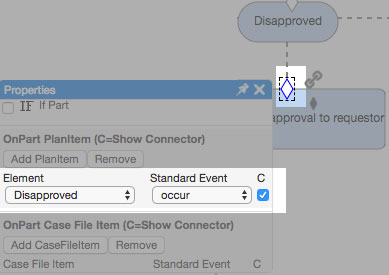 Disapproved
Properties
If Part
approval to requestor
OnPart PlanItem (C=Show Connector)
Add PlanItem Remove
Element Standard Event C
Disapproved occur
OnPart Case File Item (C=Show Connector)
Add CaseFileItem Remove
Case File Item Standard Event C